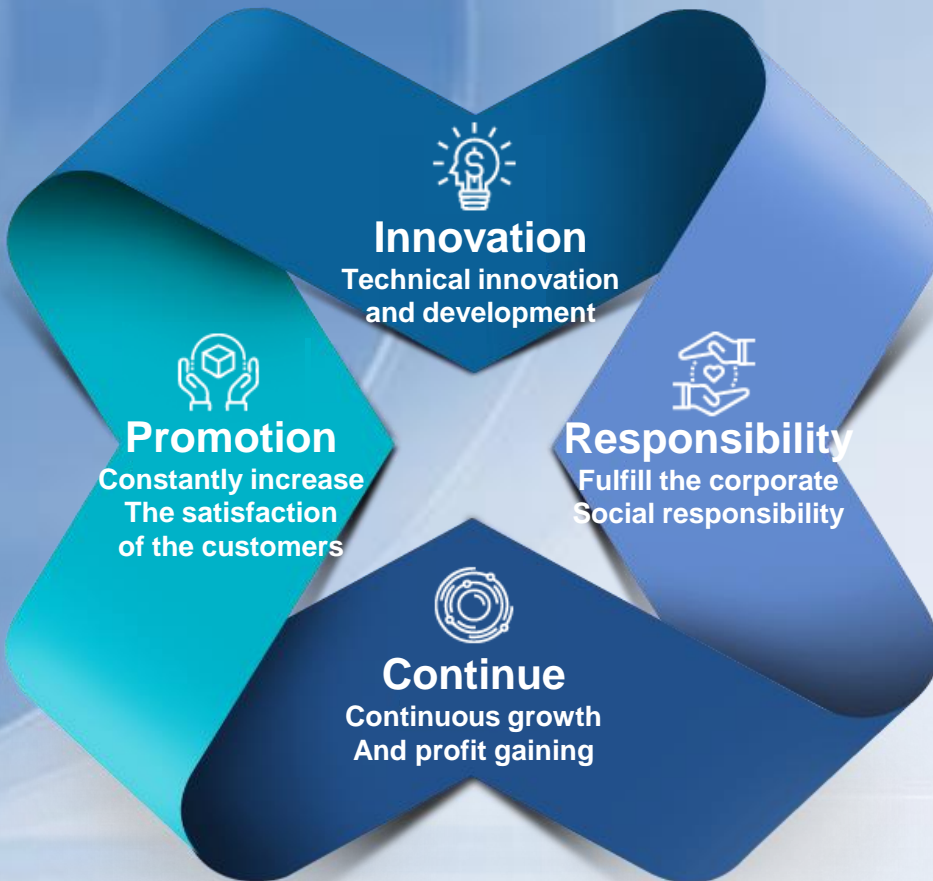 Innovation
Technical innovation
and development
Promotion
Constantly increase
The satisfaction
of the customers
Responsibility
Fulfill the corporate
Social responsibility
Continue
Continuous growth
And profit gaining